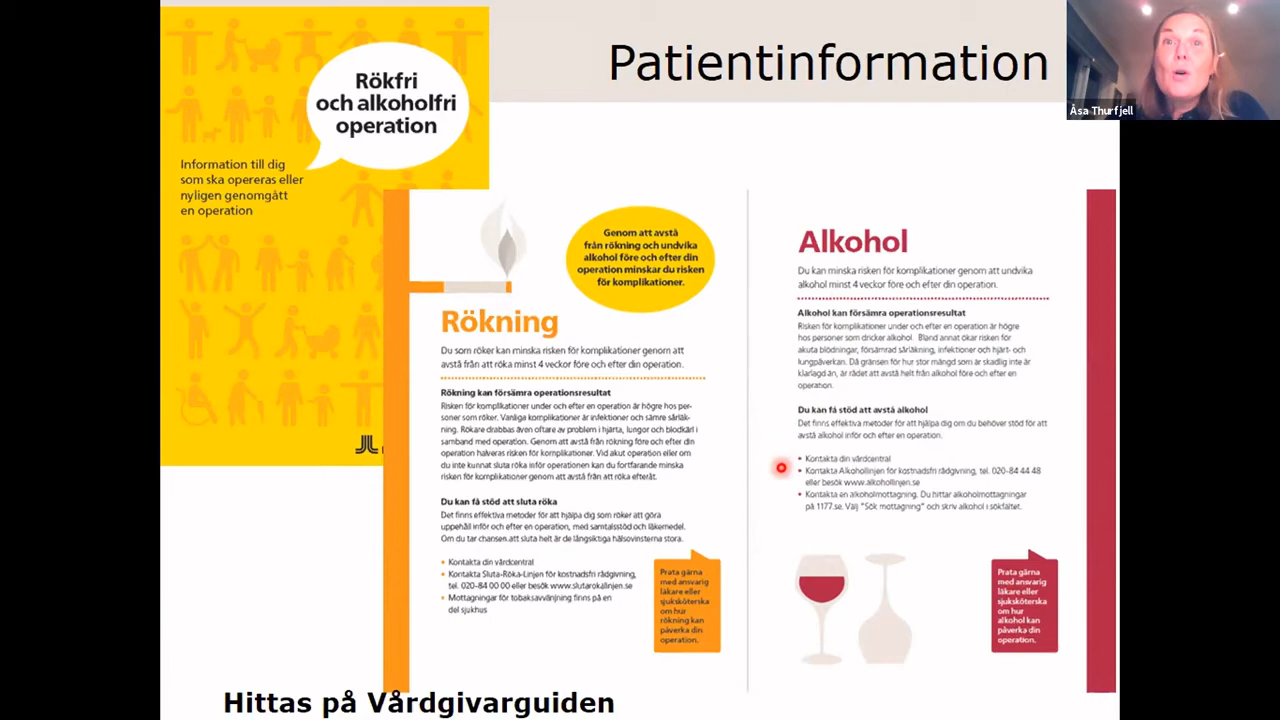 Patientinformation
Åsa Thurfjell
Rökfri
och alkoholfri
operation
Information till dig
som ska opereras eller
nyligen genomgått
en operation
Genom att avstå
från rökning och undvika
alkohol före och efter din
operation minskar du risken
för komplikationer.
Rökning
Du som röker kan minska risken för komplikationer genom att
avstå från att röka minst 4 veckor före och efter din operation.
Rökning kan försämra operationsresultat
Risken för komplikationer under och efter en operation är högre hos per-
soner som röker. Vanliga komplikationer är infektioner och sämre sårläk-
ning. Rökare drabbas även oftare av problem i hjärta, lungor och blodkärl i
samband med operation. Genom att avstå från rökning före och efter din
operation halveras risken för komplikationer. Vid akut operation eller om
du inte kunnat sluta röka inför operationen kan du fortfarande minska
risken för komplikationer genom att avstå från att röka efteråt.
Du kan få stöd att sluta röka
Det finns effektiva metoder för att hjälpa dig som röker att göra
uppehåll inför och efter en operation, med samtalsstöd och läkemedel.
Om du tar chansen att sluta helt är de långsiktiga hälsovinsterna stora.
• Kontakta din vårdcentral
• Kontakta Sluta-Röka-Linjen för kostnadsfri rådgivning,
tel. 020-84 00 00 eller besök www.slutarokalinjen.se
• Mottagningar för tobaksavvänjning finns på en
del sjukhus
Prata gärna
med ansvarig
läkare eller
sjuksköterska
om hur
rökning kan
påverka din
operation.
Alkohol
Du kan minska risken för komplikationer genom att undvika
alkohol minst 4 veckor före och efter din operation.
Alkohol kan försämra operationsresultat
Risken för komplikationer under och efter en operation är högre
hos personer som dricker alkohol. Bland annat ökar risken för
akuta blödningar, försämrad sårläkning, infektioner och hjärt- och
lungpåverkan. Då gränsen för hur stor mängd som är skadlig inte är
klarlagd än, är rådet att avstå helt från alkohol före och efter en
operation.
Du kan få stöd att avstå alkohol
Det finns effektiva metoder för att hjälpa dig om du behöver stöd för att
avstå alkohol inför och efter en operation.
• Kontakta din vårdcentral
• Kontakta Alkohollinjen för kostnadsfri rådgivning, tel. 020-84 44 48
eller besök www.alkohollinjen.se
• Kontakta en alkoholmottagning. Du hittar alkoholmottagningar
på 1177.se. Välj "Sök mottagning" och skriv alkohol i sökfältet.
Prata gärna
med ansvarig
läkare eller
sjuksköterska
om hur
alkohol kan
påverka din
operation.
Hittas på Vårdgivarguiden